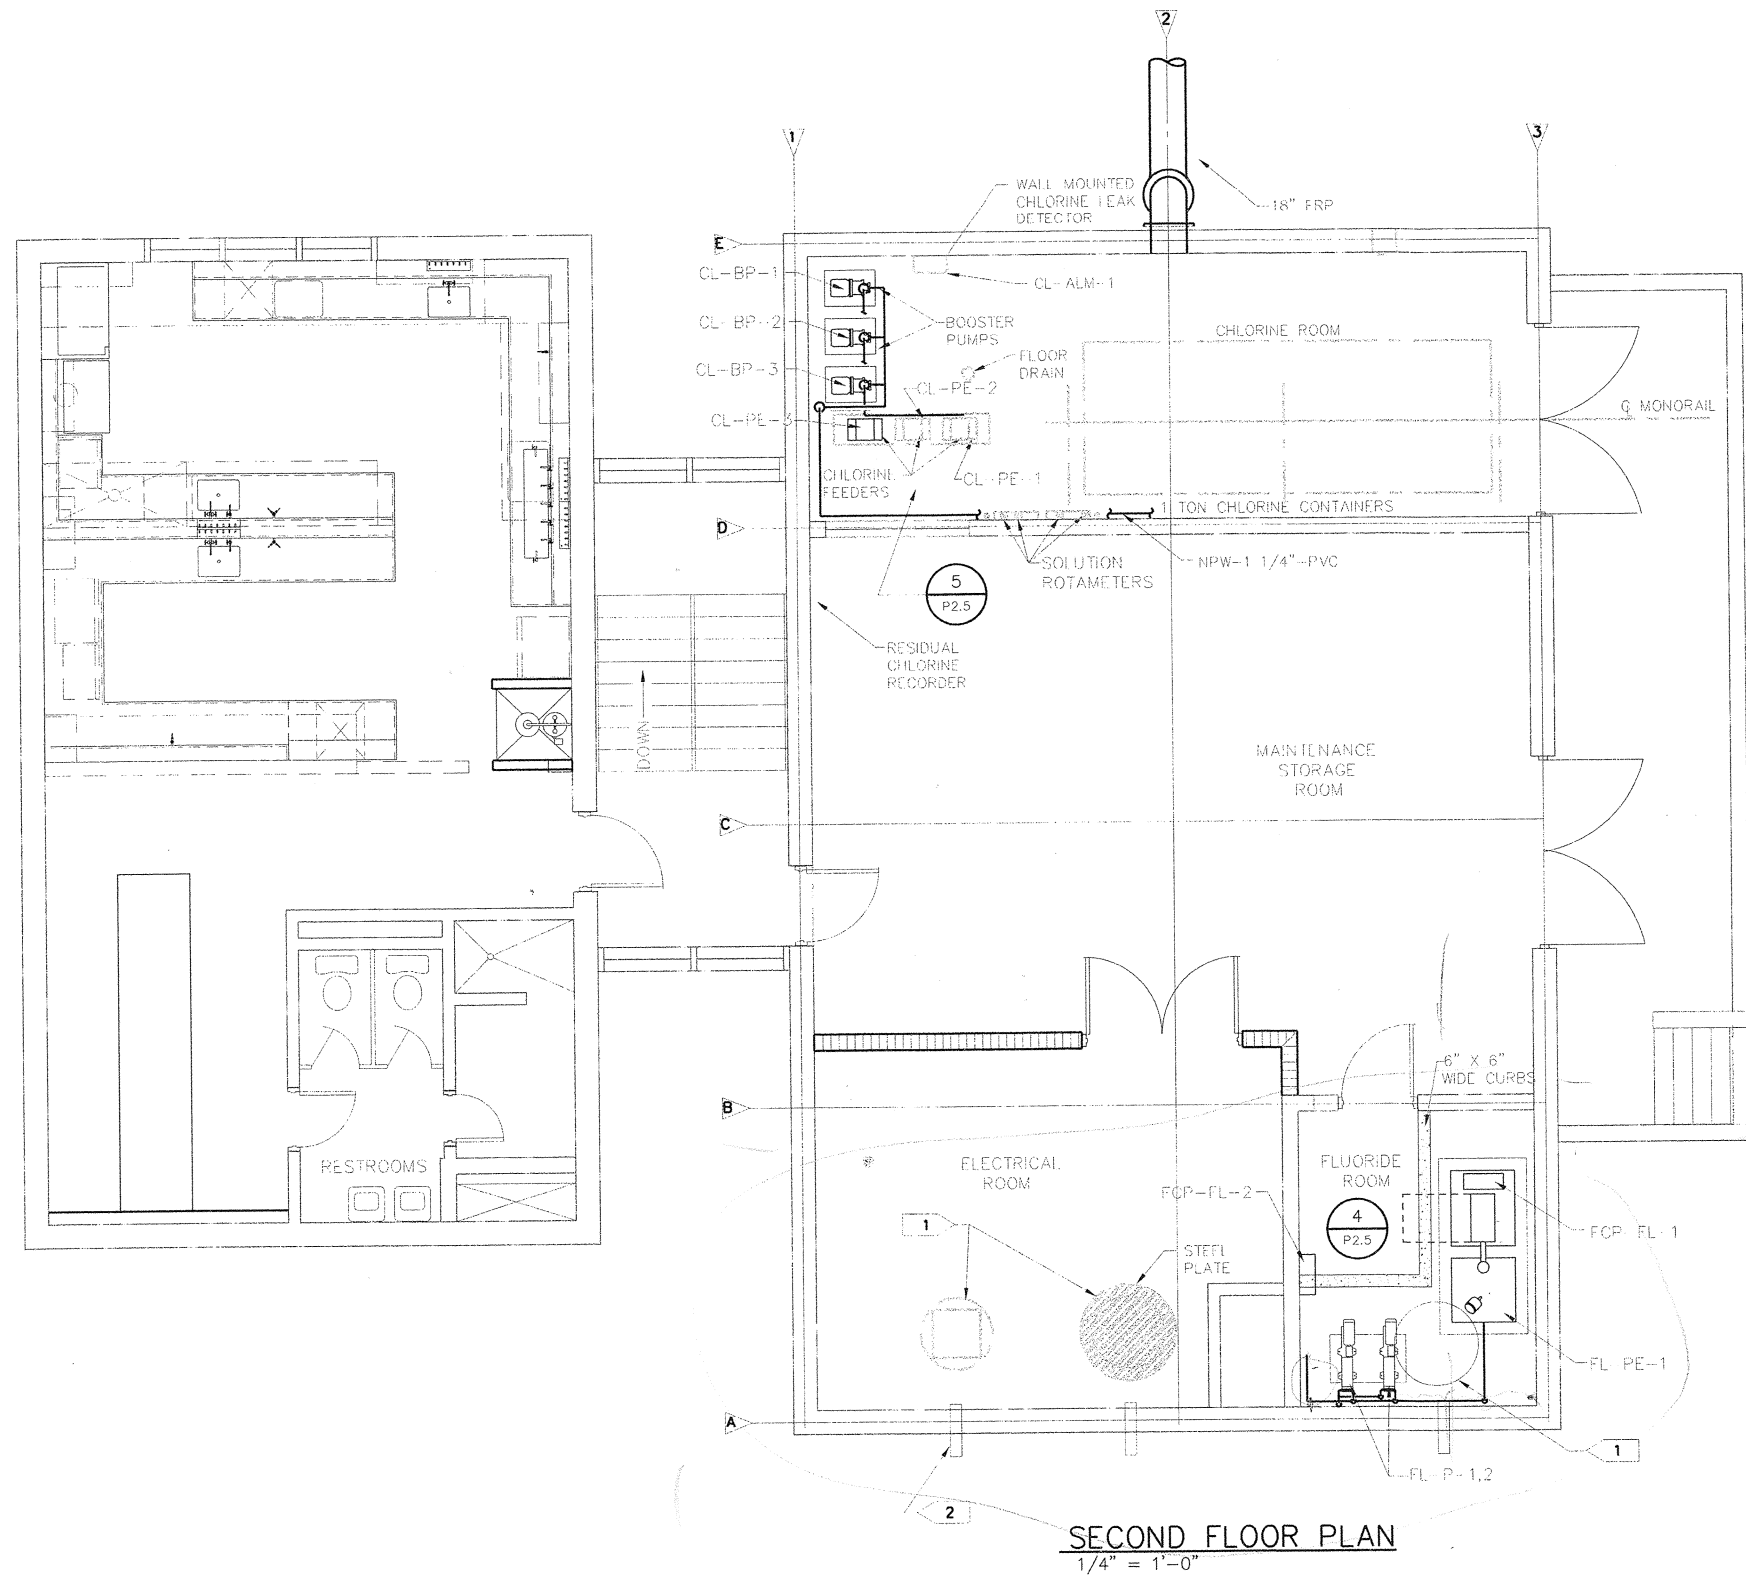 2
1
3
WALL MOUNTED
CHLORINE LEAK
DETECTOR
18" FRP
E
CL-BP-1
CL-ALM-1
CL-BP-2
BOOSTER
PUMPS
CHLORINE ROOM
FLOOR
DRAIN
CL-BP-3
CL-PE-2
CL-PE-3
℄ MONORAIL
CHLORINE
FEEDERS
CL-PE-1
1 TON CHLORINE CONTAINERS
D
SOLUTION
ROTAMETERS
NPW-1 1/4"-PVC
5
P2.5
RESIDUAL
CHLORINE
RECORDER
DOWN
MAINTENANCE
STORAGE
ROOM
C
6" X 6"
WIDE CURBS
B
RESTROOMS
ELECTRICAL
ROOM
FLUORIDE
ROOM
FCP-FL-2
4
P2.5
1
FCP-FL-1
STEEL
PLATE
FL-PE-1
A
1
FL-P-1,2
2
SECOND FLOOR PLAN
1/4" = 1'-0"